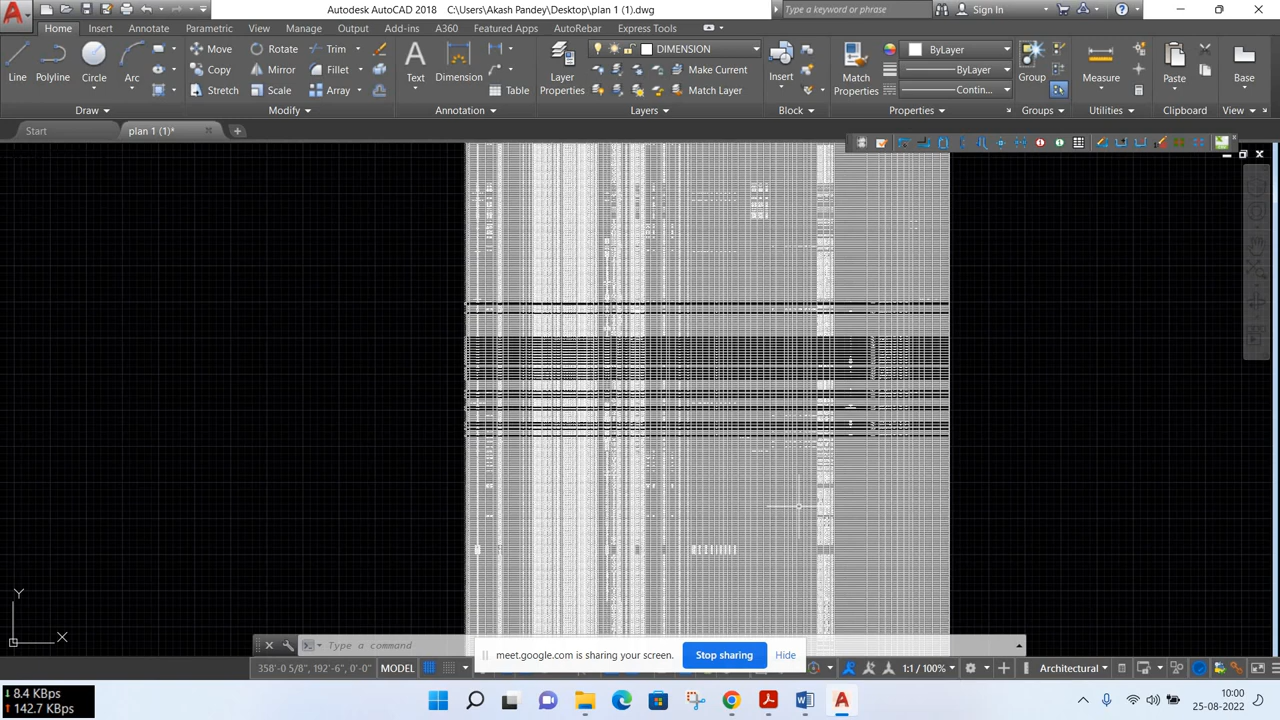 Autodesk AutoCAD 2018 C:\Users\Akash Pandey\Desktop\plan 1 (1).dwg
Type a keyword or phrase
Sign In
Home Insert Annotate Parametric View Manage Output Add-ins A360 Featured Apps AutoRebar Express Tools
Line Polyline Circle Arc
Move Rotate Trim
Copy Mirror Fillet
Stretch Scale Array
Text Dimension Table
Layer Properties
DIMENSION
Make Current
Match Layer
Insert
Match Properties
ByLayer
ByLayer
Contin...
Group
Measure
Paste
Base
Draw Modify Annotation Layers Block Properties Groups Utilities Clipboard View
Start plan 1 (1)*
Y
X
Type a command
meet.google.com is sharing your screen. Stop sharing Hide
358'-0 5/8", 192'-6", 0'-0" MODEL 1:1 / 100% Architectural
8.4 KBps
142.7 KBps
10:00
25-08-2022